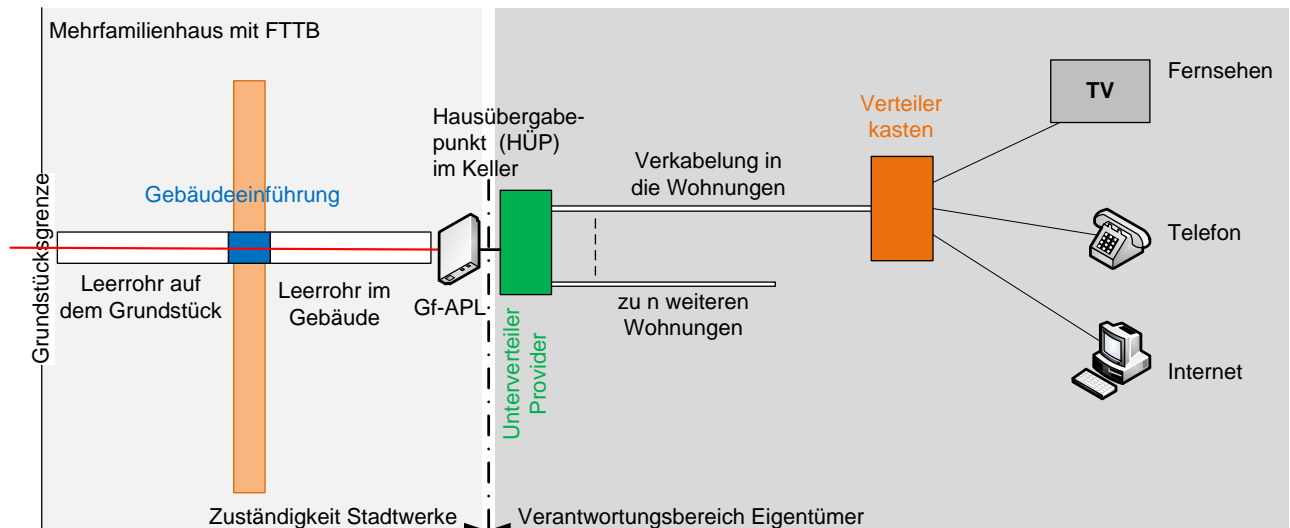 Mehrfamilienhaus mit FTTB
Grundstücksgrenze
Gebäudeeinführung
Leerrohr auf
dem Grundstück
Leerrohr im
Gebäude
Hausübergabe-
punkt (HÜP)
im Keller
Gf-APL
Unterverteiler
Provider
Verkabelung in
die Wohnungen
zu n weiteren
Wohnungen
Verteiler
kasten
TV
Fernsehen
Telefon
Internet
Zuständigkeit Stadtwerke
Verantwortungsbereich Eigentümer